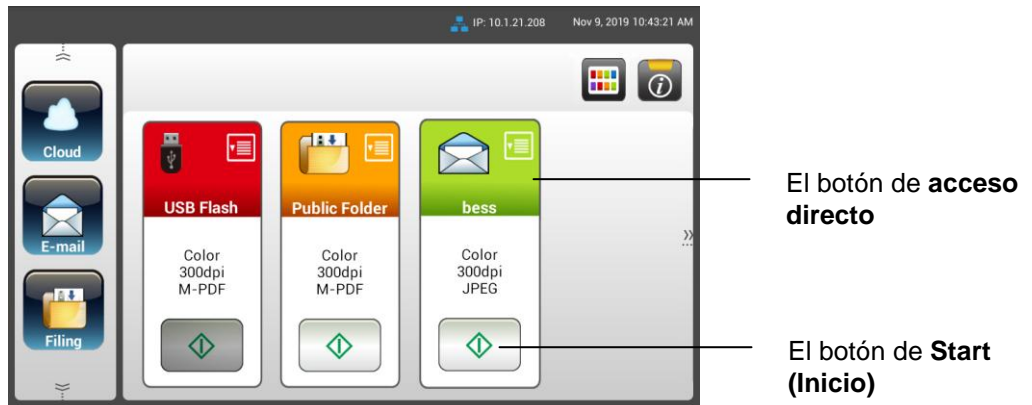 IP: 10.1.21.208 Nov 9, 2019 10:43:21 AM
Cloud
E-mail
Filing
USB Flash
Color
300dpi
M-PDF
Public Folder
Color
300dpi
M-PDF
bess
Color
300dpi
JPEG
El botón de acceso
directo
El botón de Start
(Inicio)